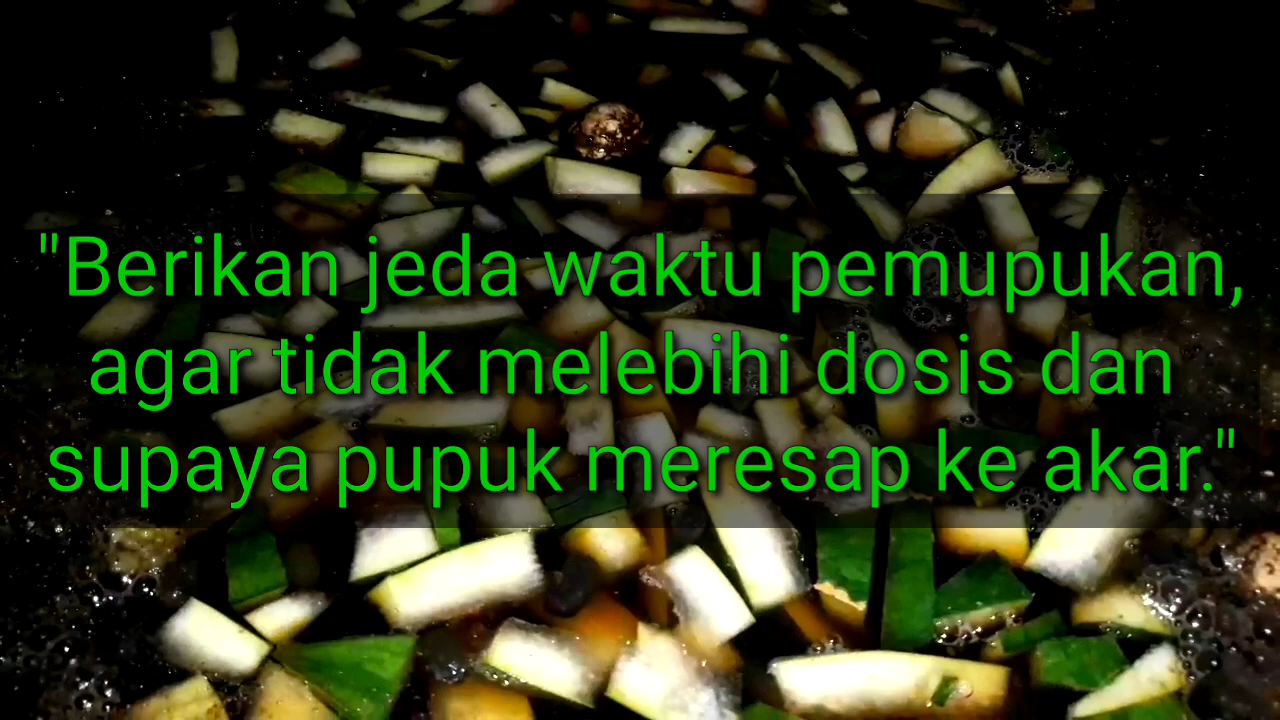 "Berikan jeda waktu pemupukan,
agar tidak melebihi dosis dan
supaya pupuk meresap ke akar."